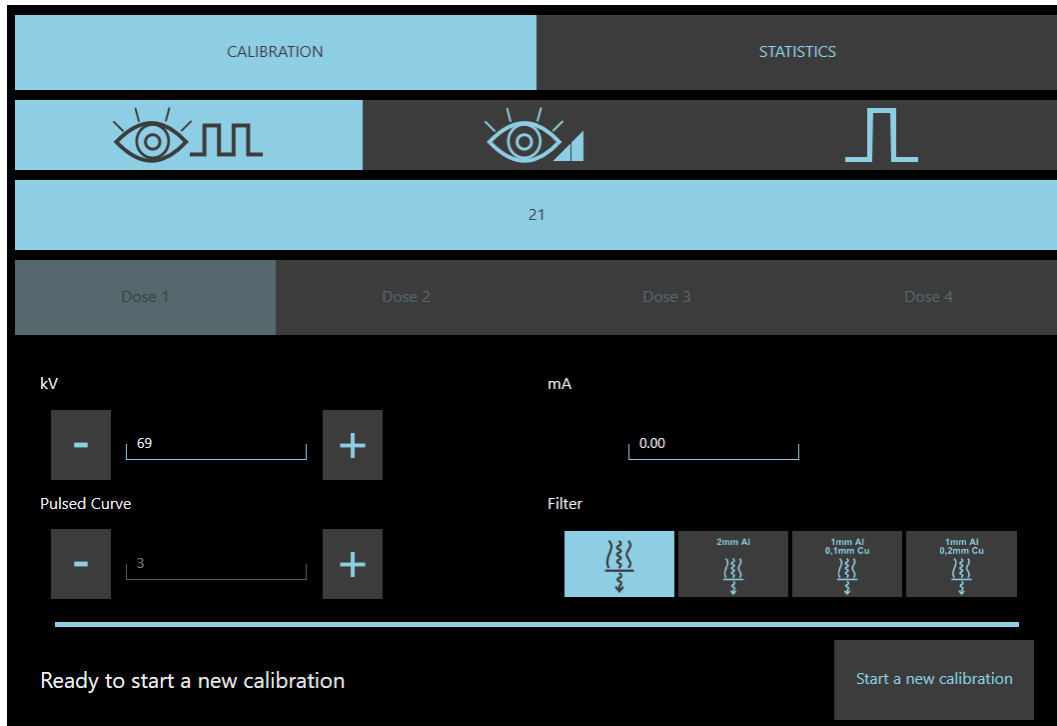 CALIBRATION STATISTICS
21
Dose 1 Dose 2 Dose 3 Dose 4
kV mA
- 69 + 0.00
Pulsed Curve Filter
- 3 +
2mm Al
1mm Al
0,1mm Cu
1mm Al
0,2mm Cu
Ready to start a new calibration
Start a new calibration